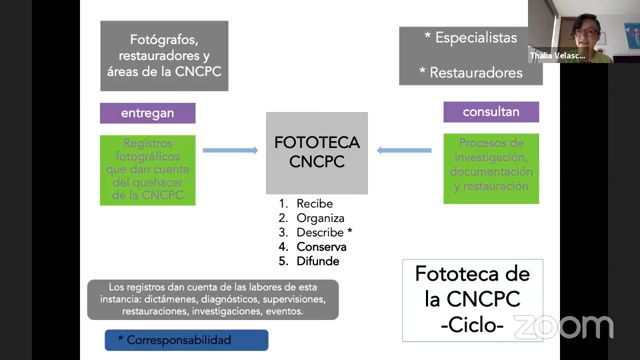 Fotógrafos,
restauradores y
áreas de la CNCPC
entregan
Registros
fotográficos
que dan cuenta
del quehacer
de la CNCPC
FOTOTECA
CNCPC
1. Recibe
2. Organiza
3. Describe *
4. Conserva
5. Difunde
* Especialistas
* Restauradores
consultan
Procesos de
investigación,
documentación
y restauración
Los registros dan cuenta de las labores de esta
instancia: dictámenes, diagnósticos, supervisiones,
restauraciones, investigaciones, eventos.
* Corresponsabilidad
Fototeca de
la CNCPC
-Ciclo-
zoom
Thalía Velasc...